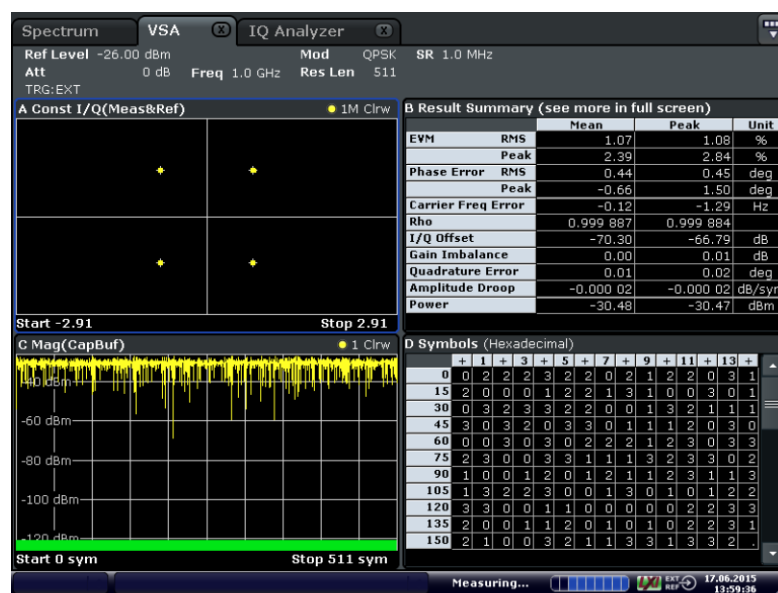 Spectrum VSA X IQ Analyzer X
Ref Level -26.00 dBm Mod QPSK SR 1.0 MHz
Att 0 dB Freq 1.0 GHz Res Len 511
TRG:EXT
A Const I/Q(Meas&Ref) 1M Clrw
Start -2.91 Stop 2.91
B Result Summary (see more in full screen)
Mean Peak Unit
EVM RMS 1.07 1.08 %
Peak 2.39 2.84 %
Phase Error RMS 0.44 0.45 deg
Peak -0.66 1.50 deg
Carrier Freq Error -0.12 -1.29 Hz
Rho 0.999 887 0.999 884
I/Q Offset -70.30 -66.79 dB
Gain Imbalance 0.00 0.01 dB
Quadrature Error 0.01 0.02 deg
Amplitude Droop -0.000 02 -0.000 02 dB/sym
Power -30.48 -30.47 dBm
C Mag(CapBuf) 1 Clrw
-40 dBm
-60 dBm
-80 dBm
-100 dBm
-120 dBm
Start 0 sym Stop 511 sym
D Symbols (Hexadecimal)
+ 1 + 3 + 5 + 7 + 9 + 11 + 13 +
0 0 2 2 2 3 2 2 0 2 1 2 2 0 3 1
15 2 0 0 0 1 2 2 1 3 1 0 0 3 0 1
30 0 3 2 3 3 2 2 0 0 1 3 2 1 1 1
45 3 0 3 2 0 3 3 0 1 1 1 2 0 3 0
60 0 0 3 0 3 0 2 2 2 1 2 3 0 3 3
75 2 3 0 0 3 3 1 1 1 3 2 3 3 0 2
90 1 0 0 1 2 0 1 2 1 1 2 3 1 1 3
105 1 3 2 2 3 0 0 1 3 0 1 0 1 2 2
120 3 3 0 0 1 1 0 0 0 0 0 2 2 3 3
135 2 0 0 1 1 2 0 1 0 1 0 2 2 3 1
150 2 1 0 0 3 2 1 1 3 3 1 3 3 2 .
Measuring... LXI EXT REF 17.06.2015
13:59:36